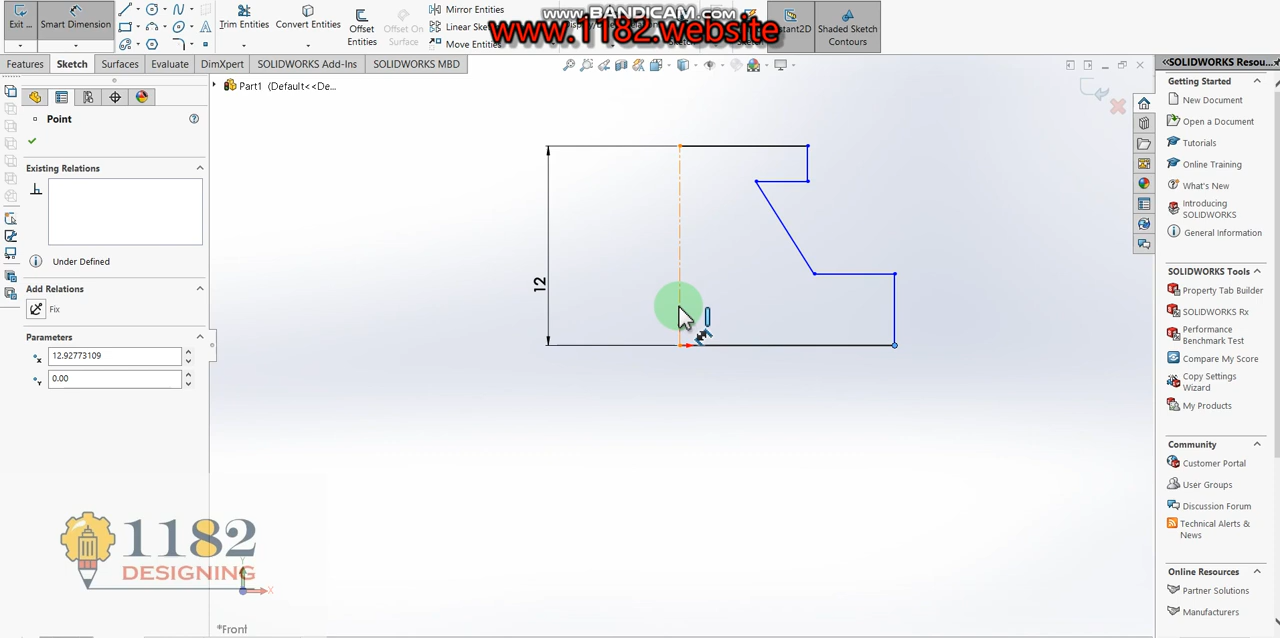 Exit ...
Smart Dimension
Trim Entities
Convert Entities
Offset
Entities
Offset On
Surface
Mirror Entities
Linear Sk
Move Entities
www.BANDICAM.com
www.1182.website
Instant2D
Shaded Sketch
Contours
Features
Sketch
Surfaces
Evaluate
DimXpert
SOLIDWORKS Add-Ins
SOLIDWORKS MBD
Part1 (Default<<De...
Point
Existing Relations
Under Defined
Add Relations
Fix
Parameters
12.92773109
0.00
12
1182
DESIGNING
Y
X
*Front
SOLIDWORKS Resou...
Getting Started
New Document
Open a Document
Tutorials
Online Training
What's New
Introducing
SOLIDWORKS
General Information
SOLIDWORKS Tools
Property Tab Builder
SOLIDWORKS Rx
Performance
Benchmark Test
Compare My Score
Copy Settings
Wizard
My Products
Community
Customer Portal
User Groups
Discussion Forum
Technical Alerts &
News
Online Resources
Partner Solutions
Manufacturers